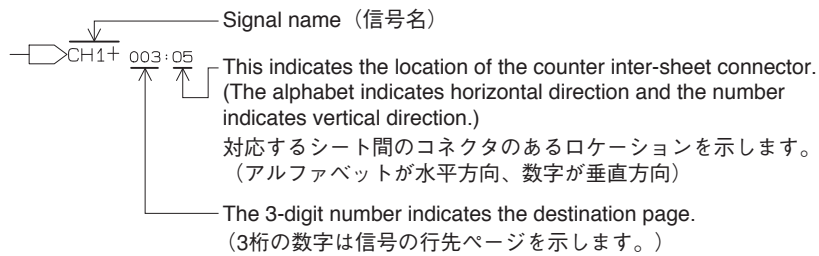 Signal name（信号名）
CH1+ 003:05
This indicates the location of the counter inter-sheet connector.
(The alphabet indicates horizontal direction and the number
indicates vertical direction.)
対応するシート間のコネクタのあるロケーションを示します。
（アルファベットが水平方向、数字が垂直方向）
The 3-digit number indicates the destination page.
（3桁の数字は信号の行先ページを示します。）